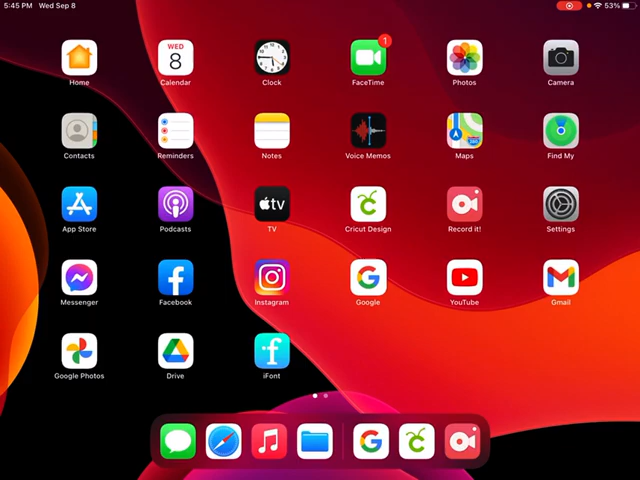 5:45 PM Wed Sep 8 53%
1
WED
8
Home Calendar Clock FaceTime Photos Camera
Contacts Reminders Notes Voice Memos Maps Find My
tv
App Store Podcasts TV Cricut Design Record it! Settings
Messenger Facebook Instagram Google YouTube Gmail
Google Photos Drive iFont